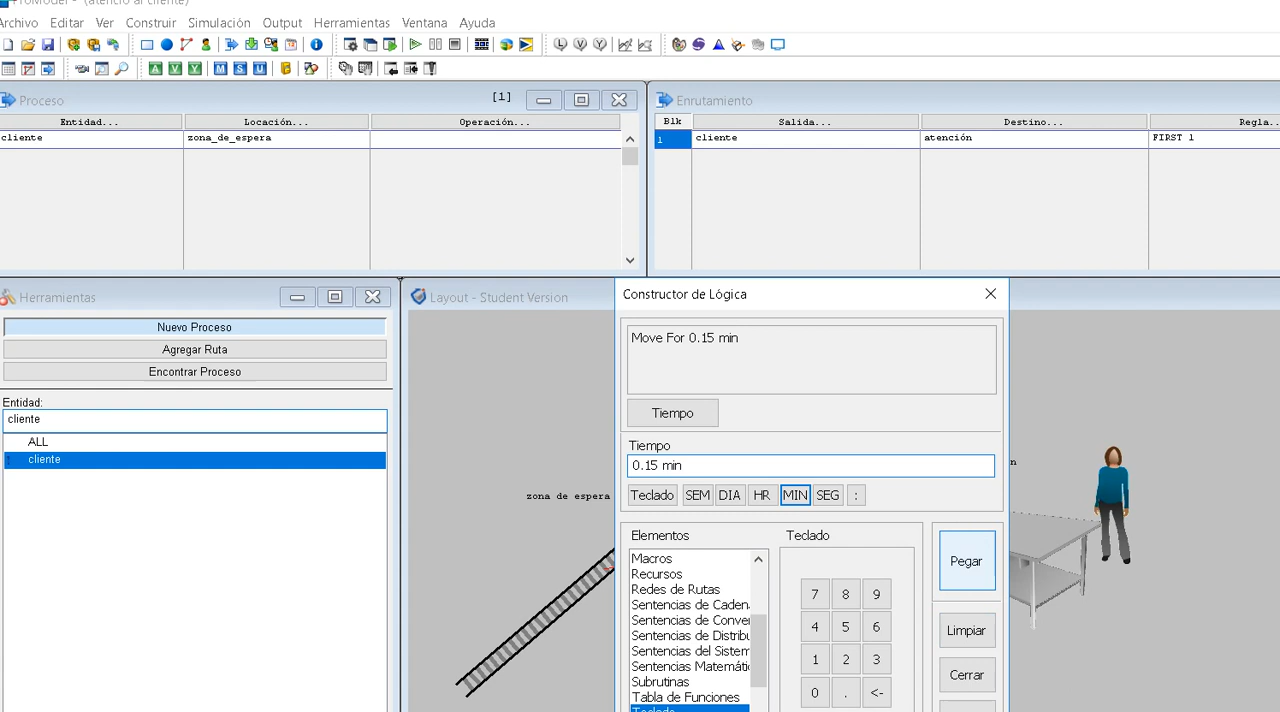 ProModel - (atencio al cliente)
Archivo Editar Ver Construir Simulación Output Herramientas Ventana Ayuda
Proceso [1]
Entidad... Locación... Operación...
cliente zona_de_espera
Enrutamiento
Blk Salida... Destino... Regla..
1 cliente atención FIRST 1
Herramientas
Nuevo Proceso
Agregar Ruta
Encontrar Proceso
Entidad:
cliente
ALL
cliente
Layout - Student Version
zona de espera
n
Constructor de Lógica
Move For 0.15 min
Tiempo
Tiempo
0.15 min
Teclado SEM DIA HR MIN SEG :
Elementos
Macros
Recursos
Redes de Rutas
Sentencias de Caden
Sentencias de Conver
Sentencias de Distribu
Sentencias del Sistem
Sentencias Matemátic
Subrutinas
Tabla de Funciones
Teclado
Teclado
7 8 9
4 5 6
1 2 3
0 . <-
Pegar
Limpiar
Cerrar